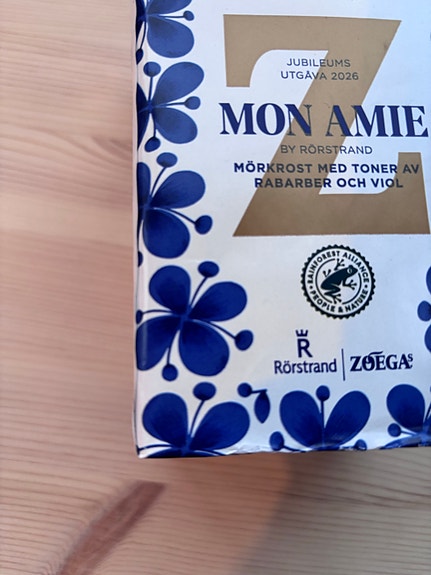 JUBILEUMS
UTGÅVA 2026
MON AMIE
BY RÖRSTRAND
MÖRKROST MED TONER AV
RABARBER OCH VIOL
RAINFOREST ALLIANCE
PEOPLE & NATURE
R
Rörstrand
ZOÉGAs
Z